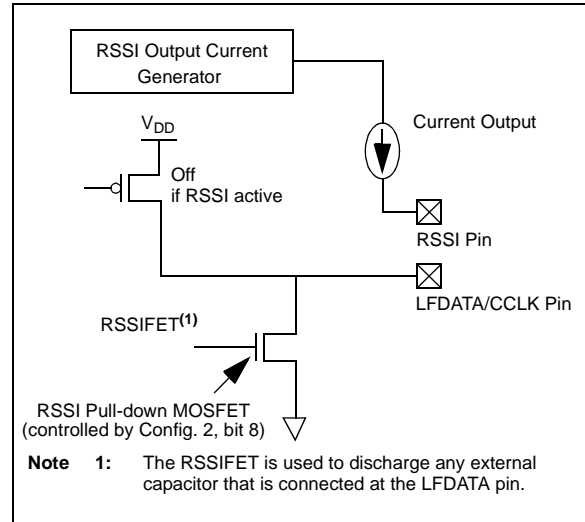 RSSI Output Current
Generator
VDD
Current Output
Off
if RSSI active
RSSI Pin
LFDATA/CCLK Pin
RSSIFET(1)
RSSI Pull-down MOSFET
(controlled by Config. 2, bit 8)
Note 1: The RSSIFET is used to discharge any external
capacitor that is connected at the LFDATA pin.